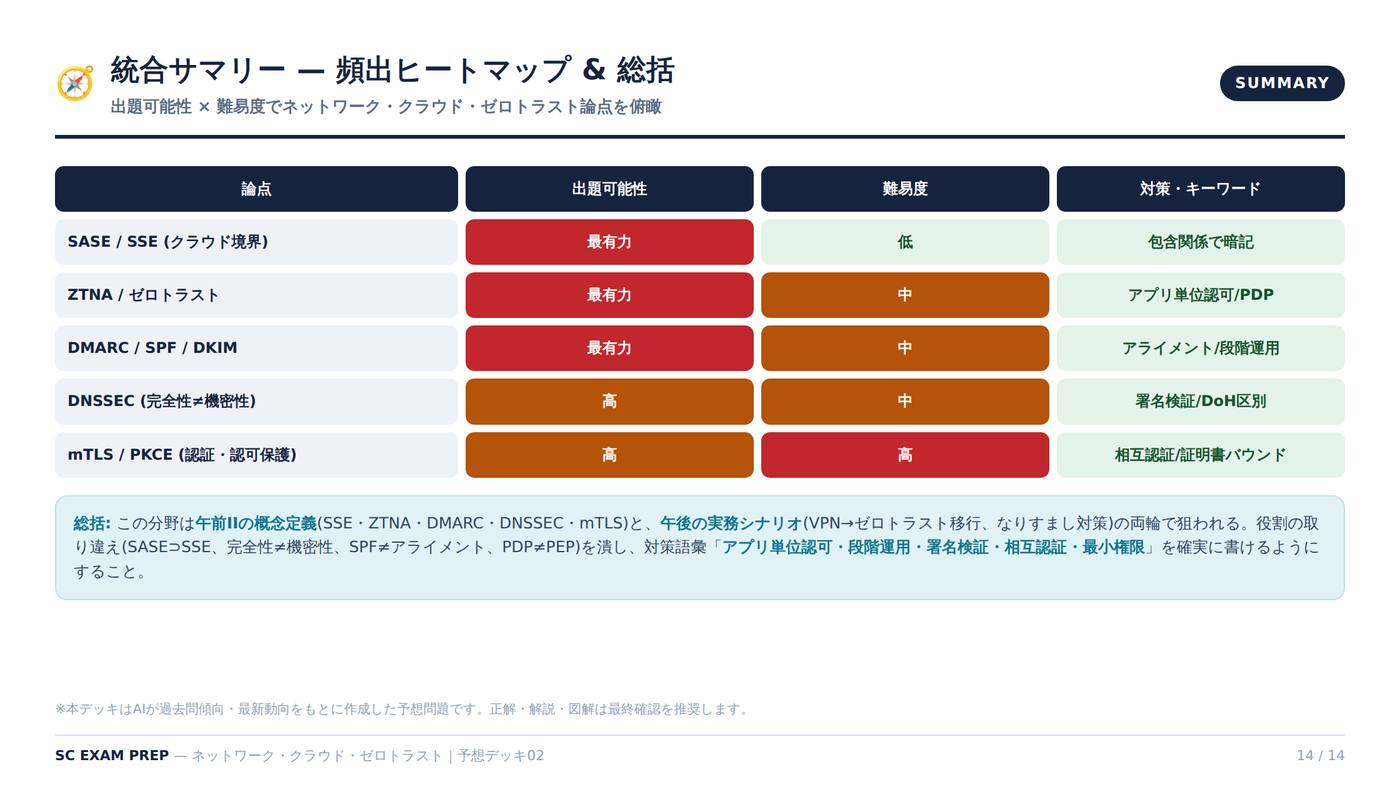 統合サマリー — 頻出ヒートマップ & 総括
出題可能性 × 難易度でネットワーク・クラウド・ゼロトラスト論点を俯瞰
SUMMARY
論点 出題可能性 難易度 対策・キーワード
SASE / SSE (クラウド境界) 最有力 低 包含関係で暗記
ZTNA / ゼロトラスト 最有力 中 アプリ単位認可/PDP
DMARC / SPF / DKIM 最有力 中 アライメント/段階運用
DNSSEC (完全性≠機密性) 高 中 署名検証/DoH区別
mTLS / PKCE (認証・認可保護) 高 高 相互認証/証明書バウンド
総括: この分野は午前IIの概念定義(SSE・ZTNA・DMARC・DNSSEC・mTLS)と、午後の実務シナリオ(VPN→ゼロトラスト移行、なりすまし対策)の両輪で狙われる。役割の取
り違え(SASE⊃SSE、完全性≠機密性、SPF≠アライメント、PDP≠PEP)を潰し、対策語彙「アプリ単位認可・段階運用・署名検証・相互認証・最小権限」を確実に書けるように
すること。
※本デッキはAIが過去問傾向・最新動向をもとに作成した予想問題です。正解・解説・図解は最終確認を推奨します。
SC EXAM PREP — ネットワーク・クラウド・ゼロトラスト｜予想デッキ02
14 / 14